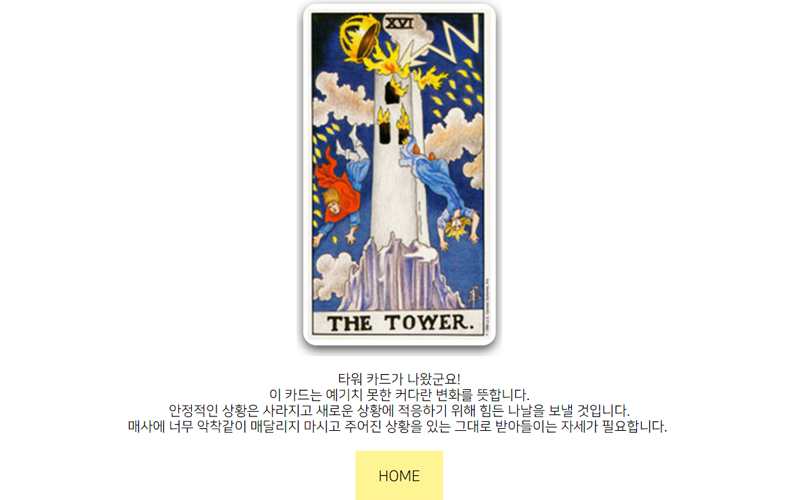 XVI
THE TOWER.
타워 카드가 나왔군요!
이 카드는 예기치 못한 커다란 변화를 뜻합니다.
안정적인 상황은 사라지고 새로운 상황에 적응하기 위해 힘든 나날을 보낼 것입니다.
매사에 너무 악착같이 매달리지 마시고 주어진 상황을 있는 그대로 받아들이는 자세가 필요합니다.
HOME